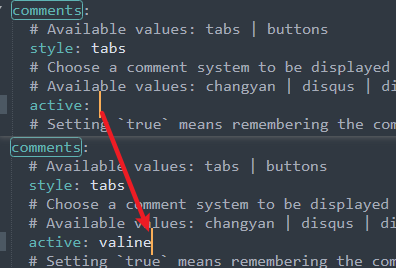 comments:
# Available values: tabs | buttons
style: tabs
# Choose a comment system to be displayed
# Available values: changyan | disqus | di
active:
# Setting `true` means remembering the com
comments:
# Available values: tabs | buttons
style: tabs
# Choose a comment system to be displayed
# Available values: changyan | disqus | di
active: valine
# Setting `true` means remembering the com